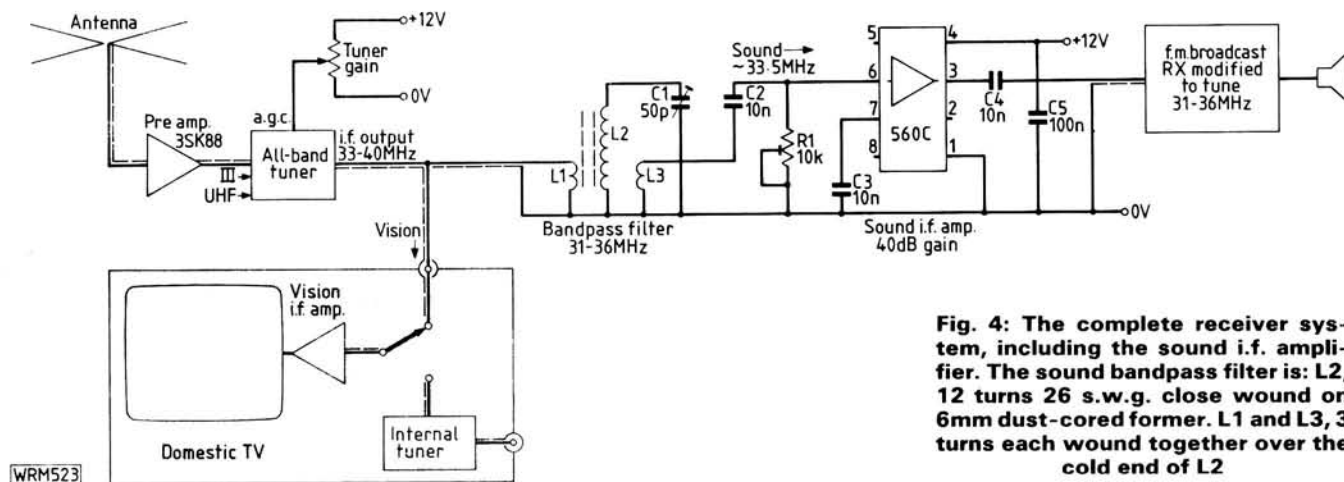 Antenna
+12V
Tuner
gain
0V
a.g.c.
Pre amp.
3SK88
All-band
tuner
III
UHF
i.f. output
33-40MHz
Vision
L1
L2
L3
C1
50p
Bandpass filter
31-36MHz
Sound
~33.5MHz
C2
10n
R1
10k
C3
10n
5
6
7
8
4
3
2
1
560C
Sound i.f. amp.
40dB gain
+12V
C4
10n
C5
100n
0V
f.m. broadcast
RX modified
to tune
31-36MHz
Vision
i.f. amp.
Internal
tuner
Domestic TV
WRM523
Fig. 4: The complete receiver sys-
tem, including the sound i.f. ampli-
fier. The sound bandpass filter is: L2,
12 turns 26 s.w.g. close wound on
6mm dust-cored former. L1 and L3, 3
turns each wound together over the
cold end of L2